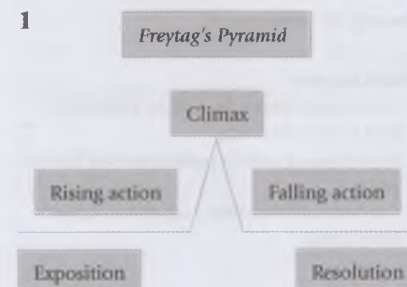 1
Freytag's Pyramid
Climax
Rising action
Falling action
Exposition
Resolution